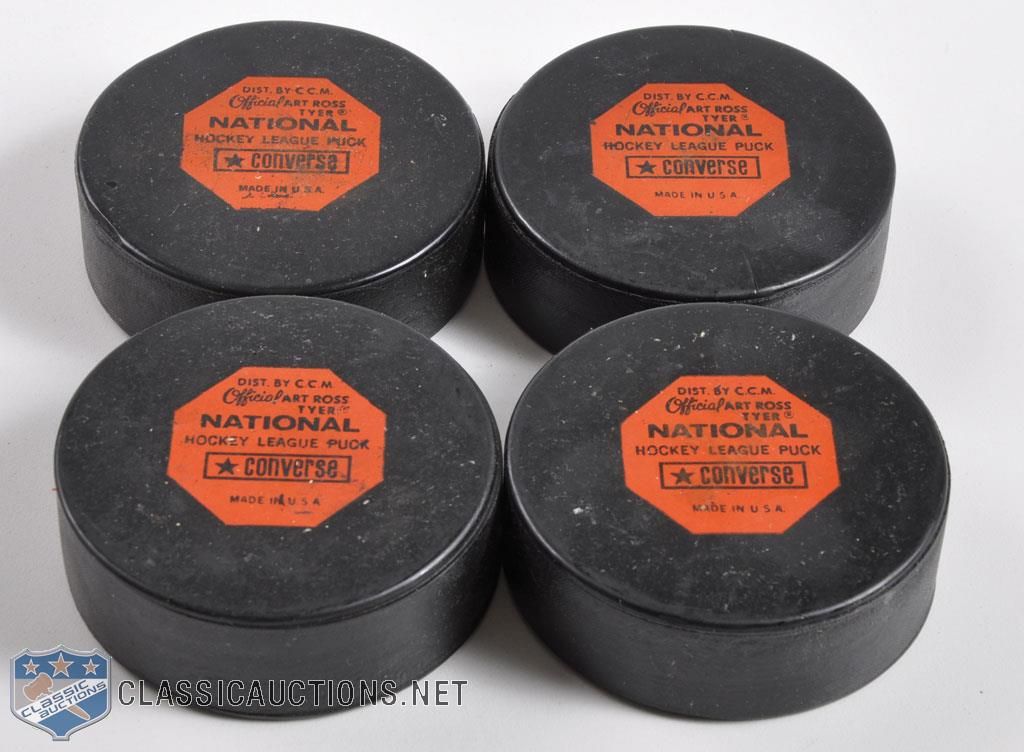 DIST. BY C.C.M.
Official ART ROSS
TYER®
NATIONAL
HOCKEY LEAGUE PUCK
★ CONVERSE
MADE IN U.S.A.
DIST. BY C.C.M.
Official ART ROSS
TYER®
NATIONAL
HOCKEY LEAGUE PUCK
★ CONVERSE
MADE IN U.S.A.
DIST. BY C.C.M.
Official ART ROSS
TYER®
NATIONAL
HOCKEY LEAGUE PUCK
★ CONVERSE
MADE IN U.S.A
DIST. BY C.C.M.
Official ART ROSS
TYER®
NATIONAL
HOCKEY LEAGUE PUCK
★ CONVERSE
MADE IN U.S.A.
CLASSIC
AUCTIONS
CLASSICAUCTIONS.NET